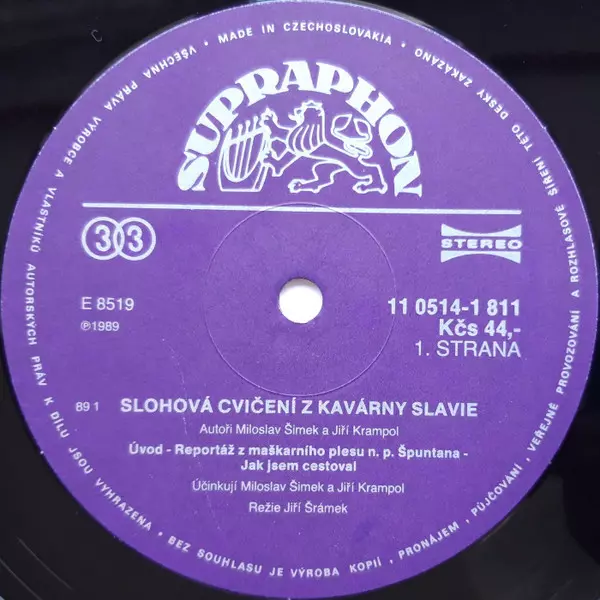 SUPRAPHON
33
STEREO
E 8519
℗1989
11 0514-1 811
Kčs 44,-
1. STRANA
89 1
SLOHOVÁ CVIČENÍ Z KAVÁRNY SLAVIE
Autoři Miloslav Šimek a Jiří Krampol
Úvod - Reportáž z maškarního plesu n. p. Špuntana -
Jak jsem cestoval
Účinkují Miloslav Šimek a Jiří Krampol
Režie Jiří Šrámek
MADE IN CZECHOSLOVAKIA • VŠECHNA PRÁVA VÝROBCE A VLASTNÍKŮ AUTORSKÝCH PRÁV K DÍLU JSOU VYHRAZENA • BEZ SOUHLASU JE VÝROBA KOPIÍ, PRONÁJEM, PŮJČOVÁNÍ, VEŘEJNÉ PROVOZOVÁNÍ A ROZHLASOVÉ ŠÍŘENÍ TÉTO DESKY ZAKÁZÁNO •